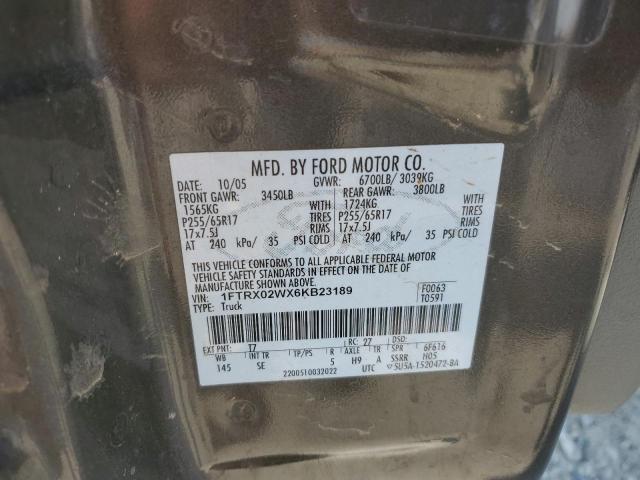 MFD. BY FORD MOTOR CO.
DATE: 10/05 GVWR: 6700LB/ 3039KG
FRONT GAWR: 3450LB REAR GAWR: 3800LB
1565KG WITH 1724KG WITH
P255/65R17 TIRES P255/65R17 TIRES
17x7.5J RIMS 17x7.5J RIMS
AT 240 kPa/ 35 PSI COLD AT 240 kPa/ 35 PSI COLD
THIS VEHICLE CONFORMS TO ALL APPLICABLE FEDERAL MOTOR
VEHICLE SAFETY STANDARDS IN EFFECT ON THE DATE OF
MANUFACTURE SHOWN ABOVE.
VIN: 1FTRX02WX6KB23189 F0063
TYPE: Truck T0591
EXT PNT: T7 RC: 27 DSO:
WB INT TR TP/PS R AXLE TR SPR 6F616
145 SE 5 H9 A SSRR N05
2200510032022 UTC 5U5A-1520472-BA
Ford